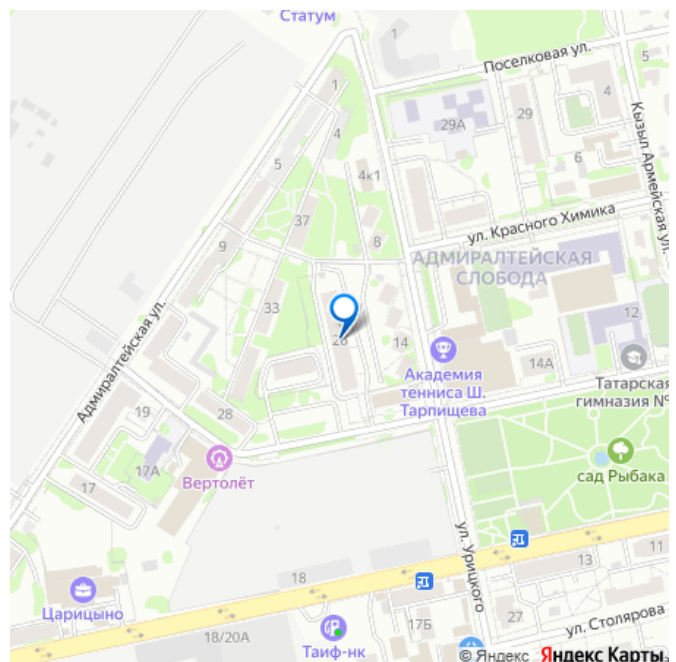 Статум
1
Поселковая ул.
5
1
4
29А
29
4
Кызыл Армейская ул.
5
6
4к1
37
ул. Красного Химика
9
8
АДМИРАЛТЕЙСКАЯ
СЛОБОДА
33
Адмиралтейская ул.
26
14
12
14А
Академия
тенниса Ш.
Тарпищева
Татарская
гимназия №
19
28
17А
Вертолёт
17
сад Рыбака
ул. Урицкого
13
11
18
Царицыно
17Б
27
ул. Столярова
18/20А
Таиф-нк
© Яндекс Яндекс Карты